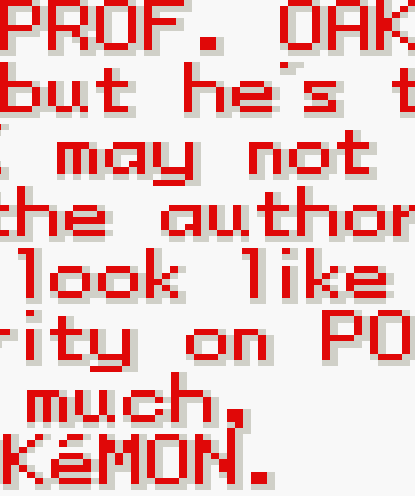 PROF. OAK
but he's t
may not
the author
look like
rity on PO
much,
KéMON.